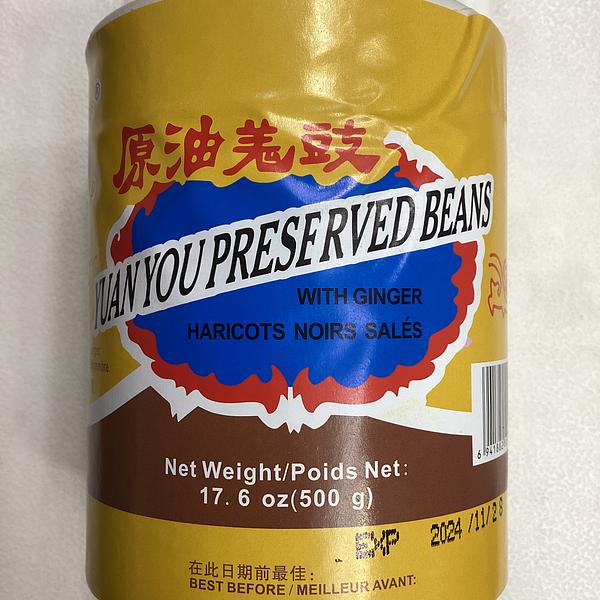 原油羗豉
YUAN YOU PRESERVED BEANS
WITH GINGER
HARICOTS NOIRS SALÉS
Net Weight/Poids Net:
17.6 oz(500 g)
EXP 2024/11/28
在此日期前最佳:
BEST BEFORE / MEILLEUR AVANT: